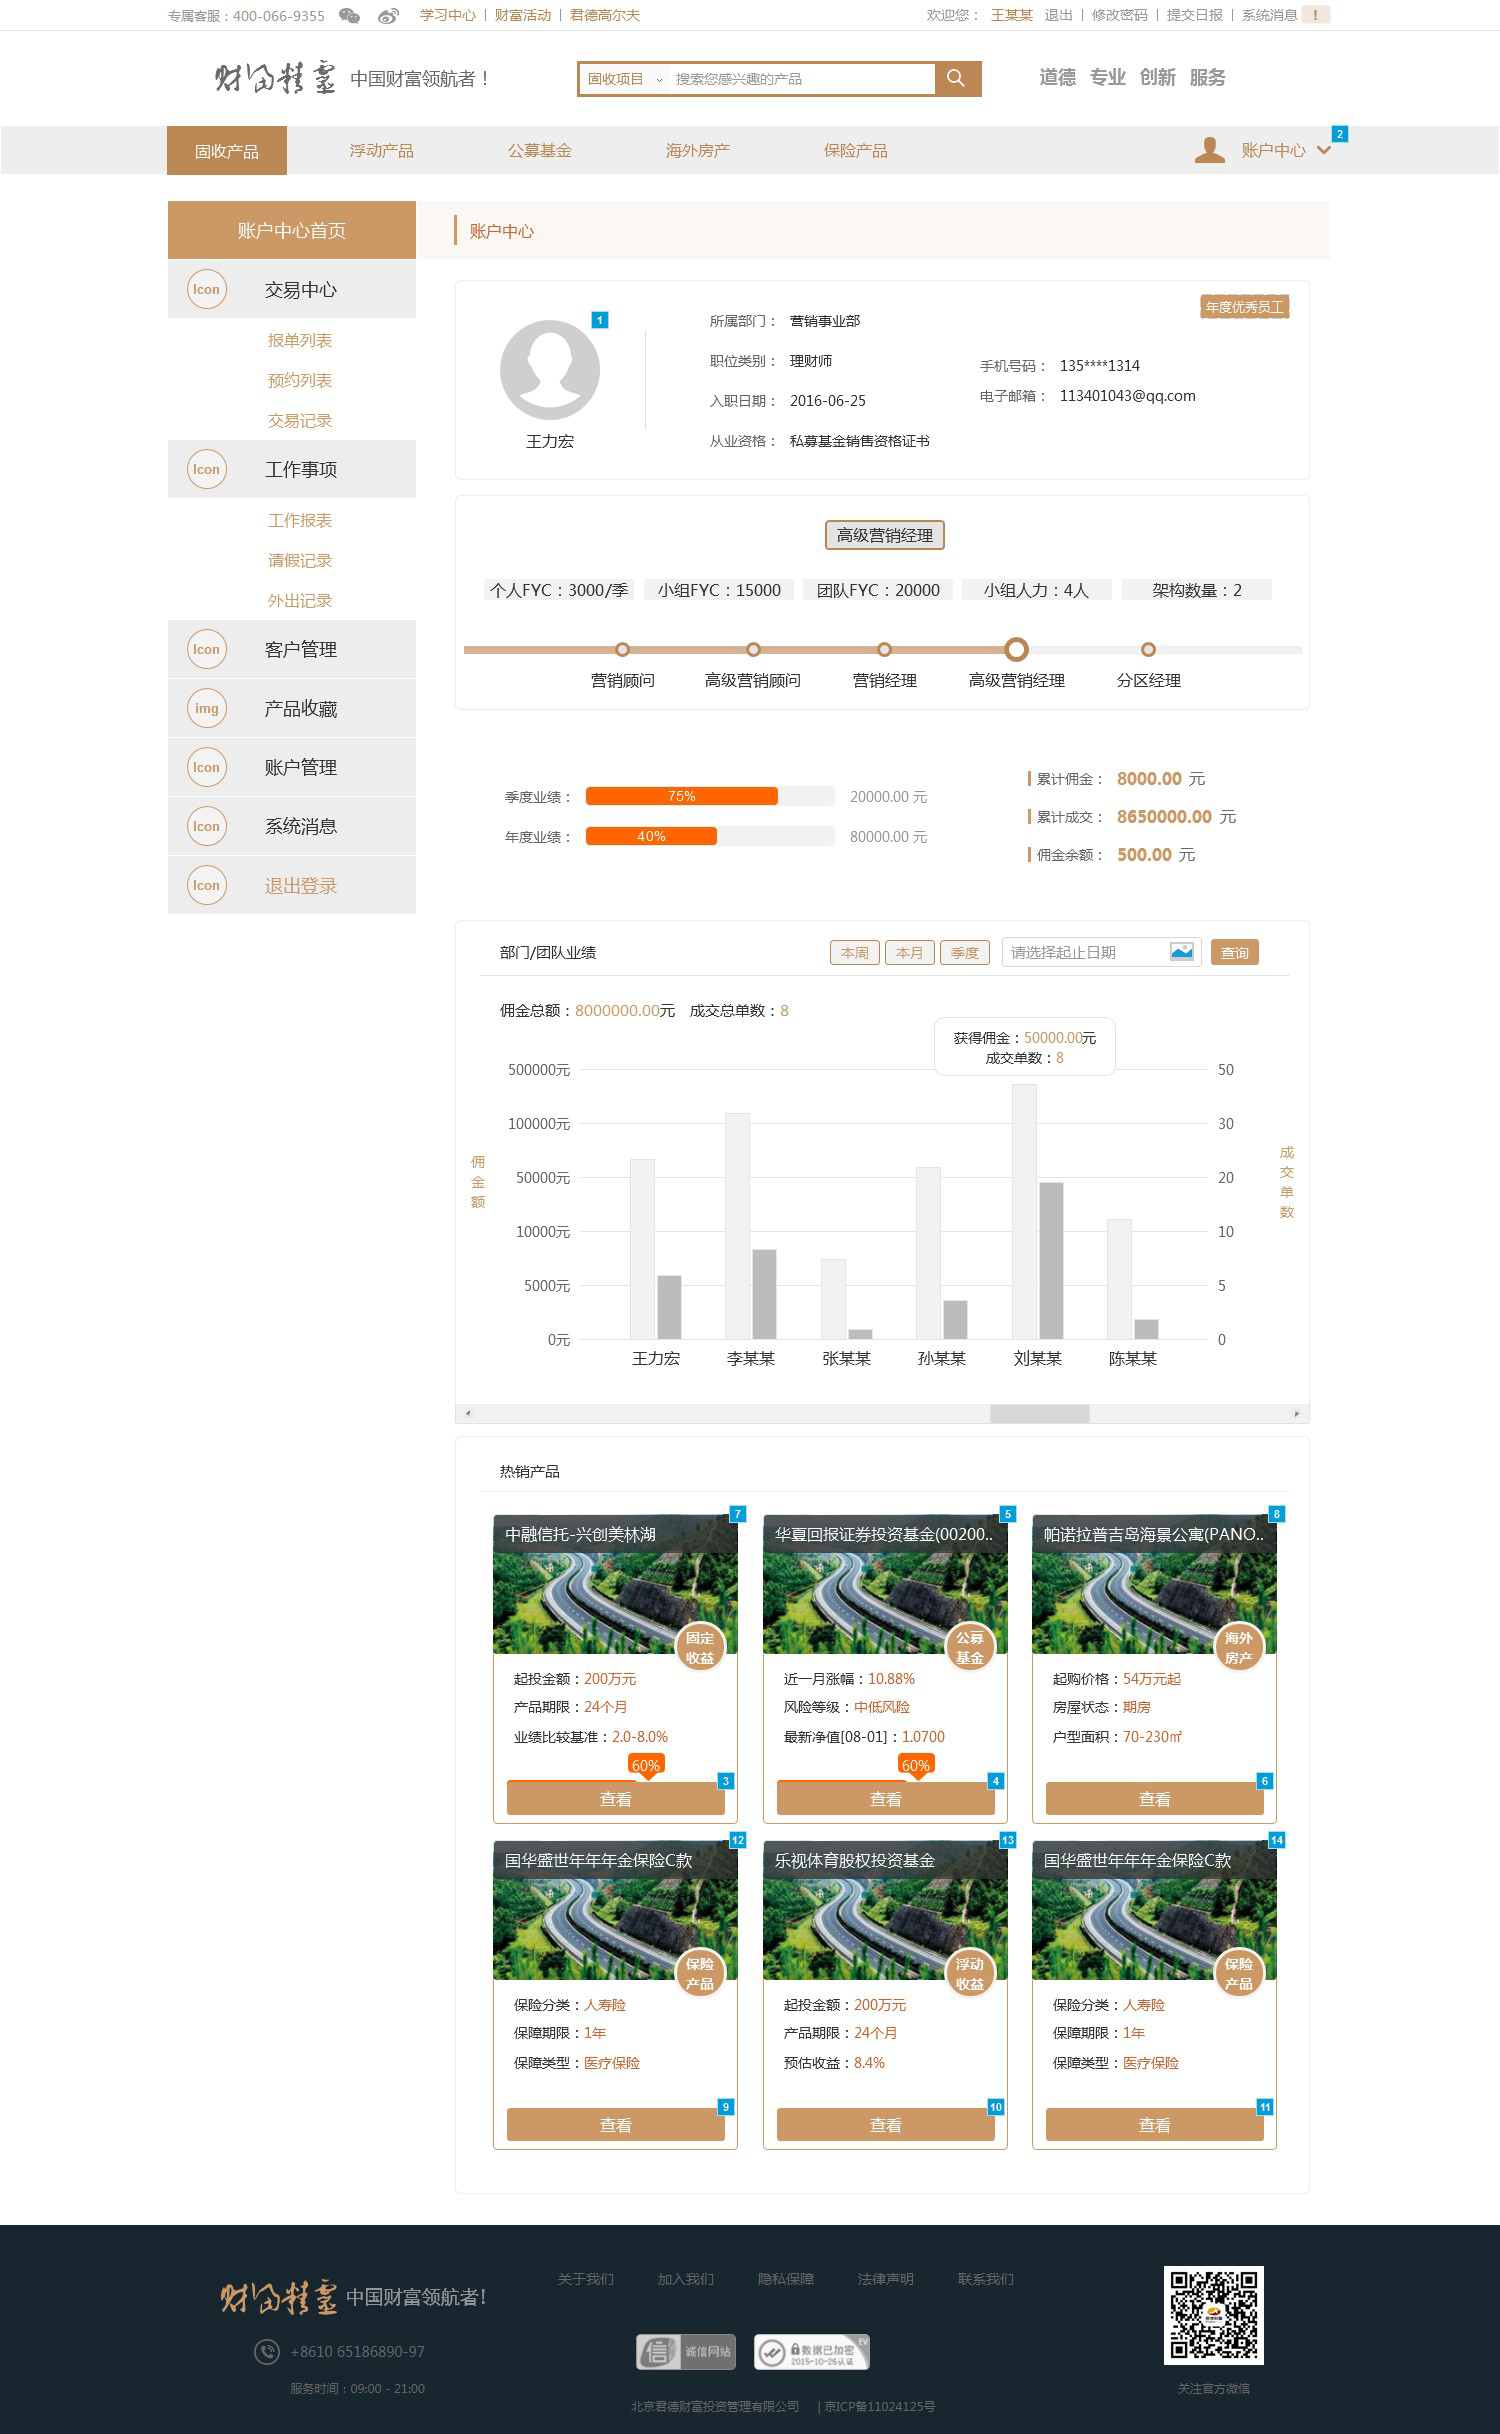 专属客服：400-066-9355 学习中心 | 财富活动 | 君德高尔夫 欢迎您： 王某某 退出 | 修改密码 | 提交日报 | 系统消息 !
财富精灵 中国财富领航者！ 固收项目 搜索您感兴趣的产品 道德 专业 创新 服务
固收产品 浮动产品 公募基金 海外房产 保险产品 账户中心 2
账户中心首页
Icon 交易中心
报单列表
预约列表
交易记录
Icon 工作事项
工作报表
请假记录
外出记录
Icon 客户管理
img 产品收藏
Icon 账户管理
Icon 系统消息
Icon 退出登录
账户中心
年度优秀员工
1
王力宏
所属部门： 营销事业部
职位类别： 理财师
入职日期： 2016-06-25
从业资格： 私募基金销售资格证书
手机号码： 135****1314
电子邮箱： 113401043@qq.com
高级营销经理
个人FYC：3000/季 小组FYC：15000 团队FYC：20000 小组人力：4人 架构数量：2
营销顾问 高级营销顾问 营销经理 高级营销经理 分区经理
季度业绩： 75% 20000.00 元
年度业绩： 40% 80000.00 元
累计佣金： 8000.00 元
累计成交： 8650000.00 元
佣金余额： 500.00 元
部门/团队业绩 本周 本月 季度 请选择起止日期 查询
佣金总额：8000000.00元 成交总单数：8
获得佣金：50000.00元
成交单数：8
佣金额
500000元
100000元
50000元
10000元
5000元
0元
50
30
20
10
5
0
成交单数
王力宏 李某某 张某某 孙某某 刘某某 陈某某
热销产品
7
中融信托-兴创美林湖
固定
收益
起投金额：200万元
产品期限：24个月
业绩比较基准：2.0-8.0%
60%
3
查看
5
华夏回报证券投资基金(00200..
公募
基金
近一月涨幅：10.88%
风险等级：中低风险
最新净值[08-01]：1.0700
60%
4
查看
8
帕诺拉普吉岛海景公寓(PANO..
海外
房产
起购价格：54万元起
房屋状态：期房
户型面积：70-230㎡
6
查看
12
国华盛世年年年金保险C款
保险
产品
保险分类：人寿险
保障期限：1年
保障类型：医疗保险
9
查看
13
乐视体育股权投资基金
浮动
收益
起投金额：200万元
产品期限：24个月
预估收益：8.4%
10
查看
14
国华盛世年年年金保险C款
保险
产品
保险分类：人寿险
保障期限：1年
保障类型：医疗保险
11
查看
财富精灵 中国财富领航者!
+8610 65186890-97
服务时间：09:00 - 21:00
关于我们 加入我们 隐私保障 法律声明 联系我们
信 诚信网站
数据已加密 EV
2015-10-26认证
北京君德财富投资管理有限公司 | 京ICP备11024125号
关注官方微信